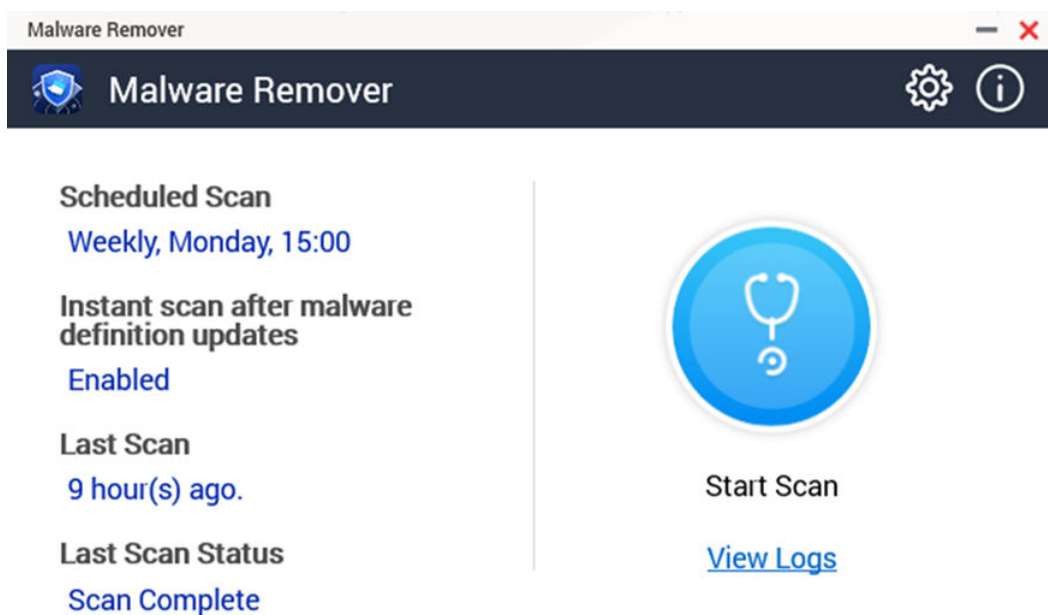 Malware Remover
Malware Remover
Scheduled Scan
Weekly, Monday, 15:00
Instant scan after malware
definition updates
Enabled
Last Scan
9 hour(s) ago.
Last Scan Status
Scan Complete
Start Scan
View Logs